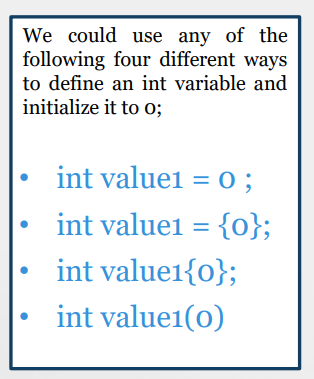 We could use any of the
following four different ways
to define an int variable and
initialize it to 0;
• int value1 = 0 ;
• int value1 = {0};
• int value1{0};
• int value1(0)